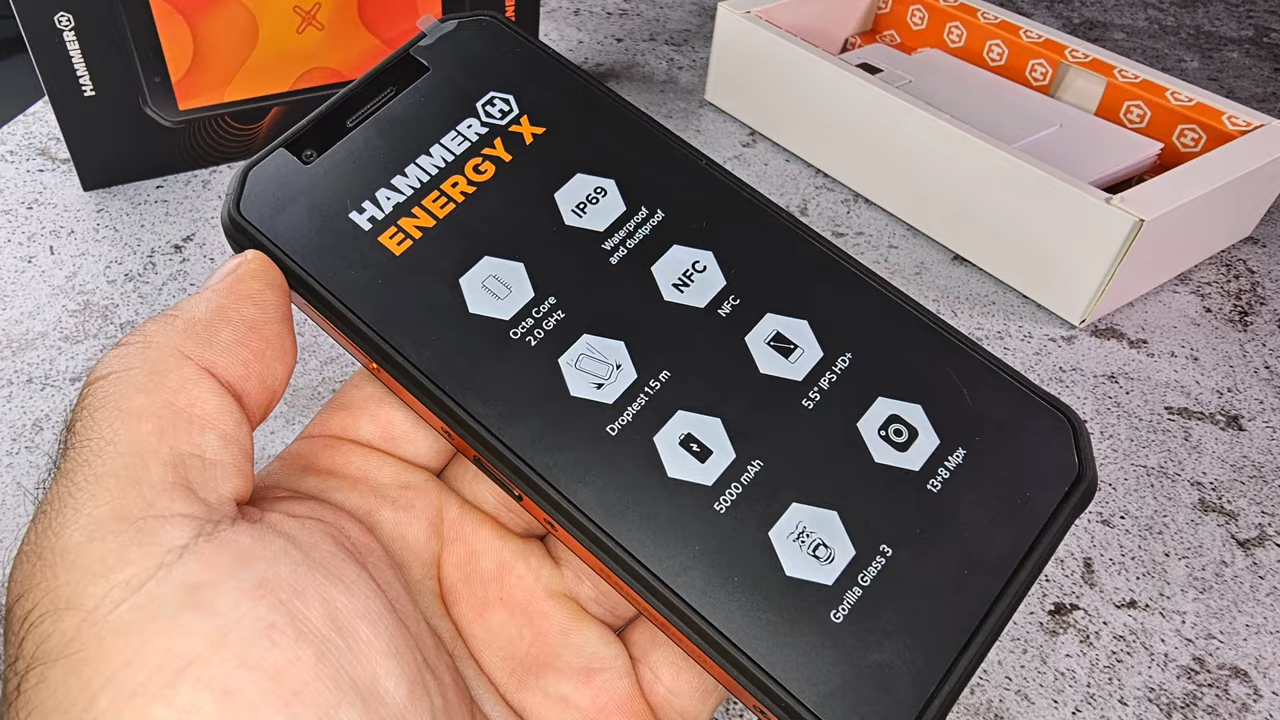 HAMMER
HAMMER H
ENERGY X
IP69
Waterproof
and dustproof
Octa Core
2.0 GHz
NFC
NFC
Droptest 1.5 m
5.5" IPS HD+
5000 mAh
13+8 Mpx
Gorilla Glass 3